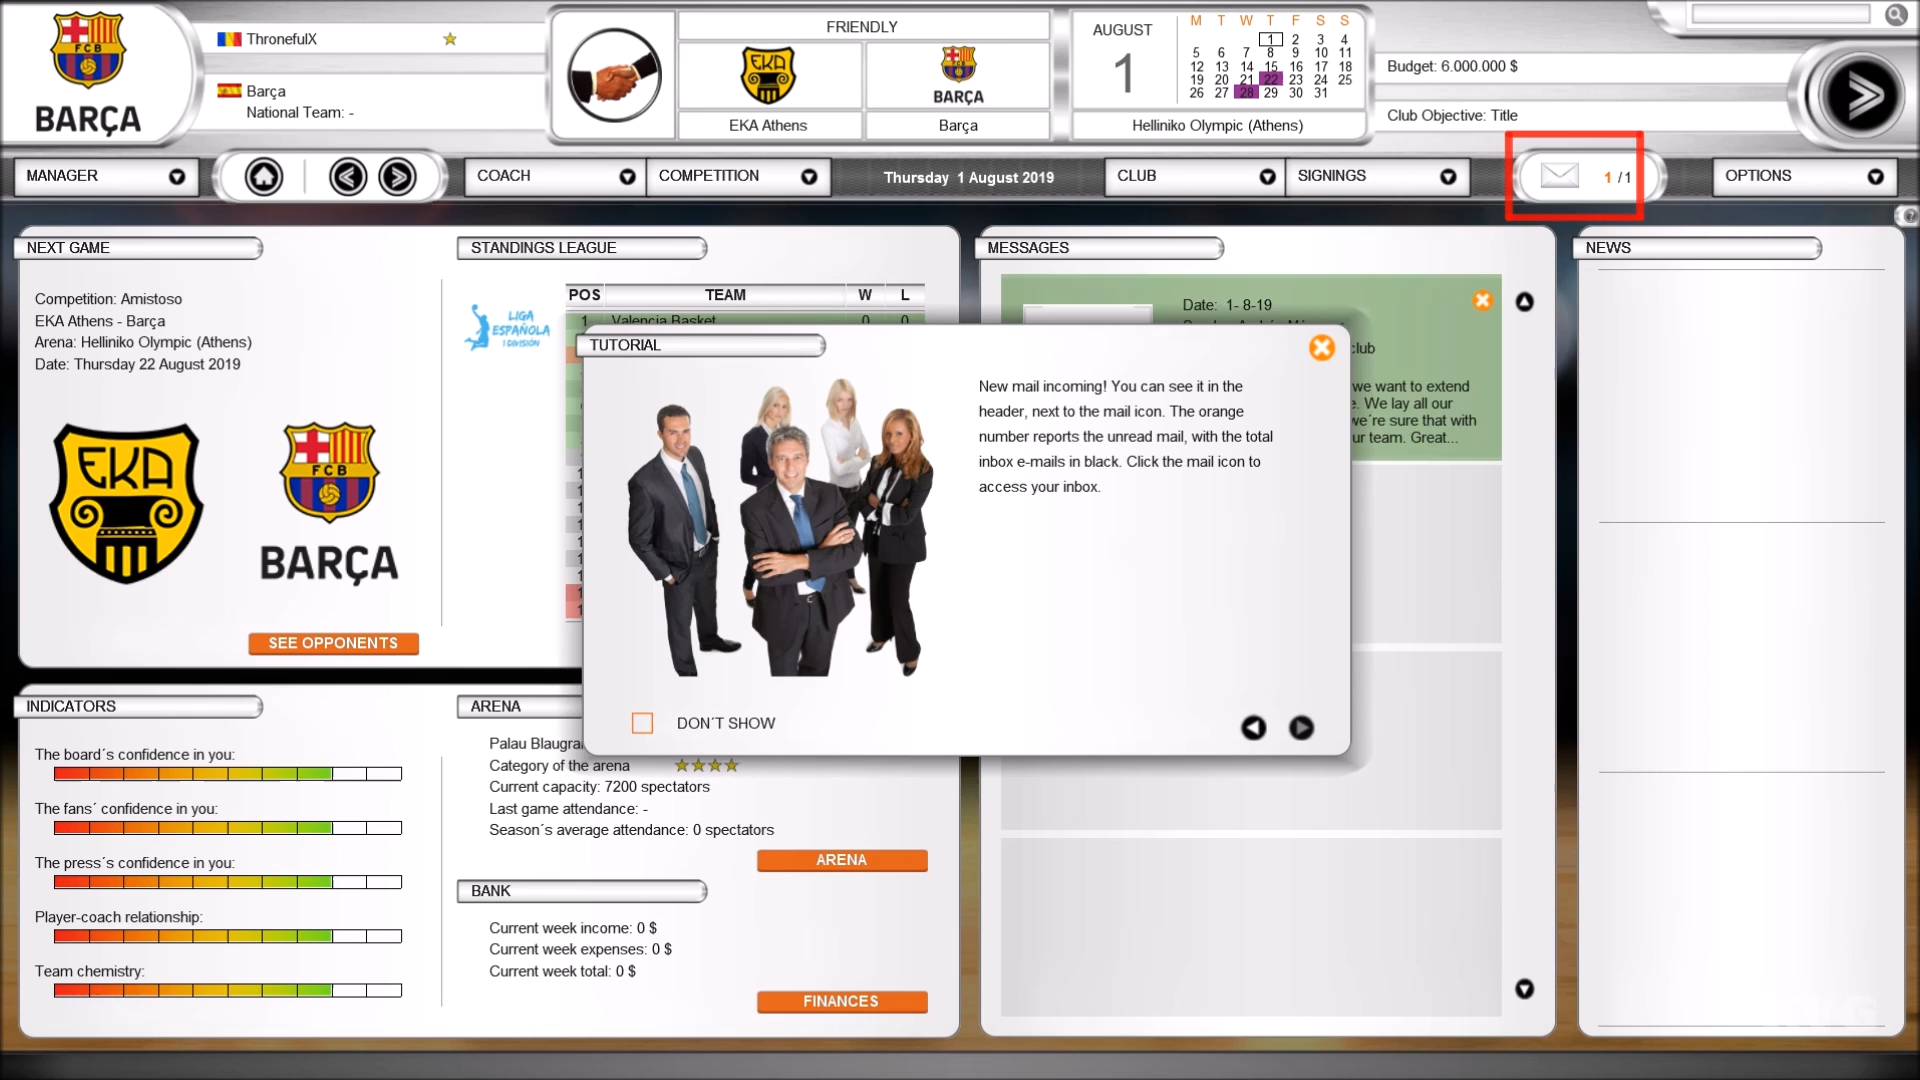 BARÇA
ThronefulX
Barça
National Team: -
FRIENDLY
EKA
BARÇA
EKA Athens
Barça
AUGUST
1
M T W T F S S
1 2 3 4
5 6 7 8 9 10 11
12 13 14 15 16 17 18
19 20 21 22 23 24 25
26 27 28 29 30 31
Helliniko Olympic (Athens)
Budget: 6.000.000 $
Club Objective: Title
MANAGER
COACH
COMPETITION
Thursday 1 August 2019
CLUB
SIGNINGS
1 / 1
OPTIONS
NEXT GAME
Competition: Amistoso
EKA Athens - Barça
Arena: Helliniko Olympic (Athens)
Date: Thursday 22 August 2019
EKA
FCB
BARÇA
SEE OPPONENTS
STANDINGS LEAGUE
LIGA
ESPAÑOLA
1 DIVISIÓN
POS TEAM W L
1 Valencia Basket 0 0
MESSAGES
Date: 1- 8-19
club
we want to extend
e. We lay all our
we´re sure that with
ur team. Great...
NEWS
TUTORIAL
New mail incoming! You can see it in the
header, next to the mail icon. The orange
number reports the unread mail, with the total
inbox e-mails in black. Click the mail icon to
access your inbox.
DON´T SHOW
INDICATORS
The board´s confidence in you:
The fans´ confidence in you:
The press´s confidence in you:
Player-coach relationship:
Team chemistry:
ARENA
Palau Blaugra
Category of the arena
Current capacity: 7200 spectators
Last game attendance: -
Season´s average attendance: 0 spectators
ARENA
BANK
Current week income: 0 $
Current week expenses: 0 $
Current week total: 0 $
FINANCES